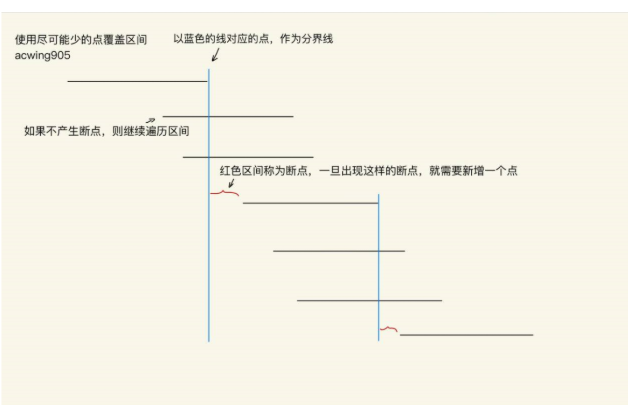 使用尽可能少的点覆盖区间
acwing905
以蓝色的线对应的点，作为分界线
如果不产生断点，则继续遍历区间
红色区间称为断点，一旦出现这样的断点，就需要新增一个点